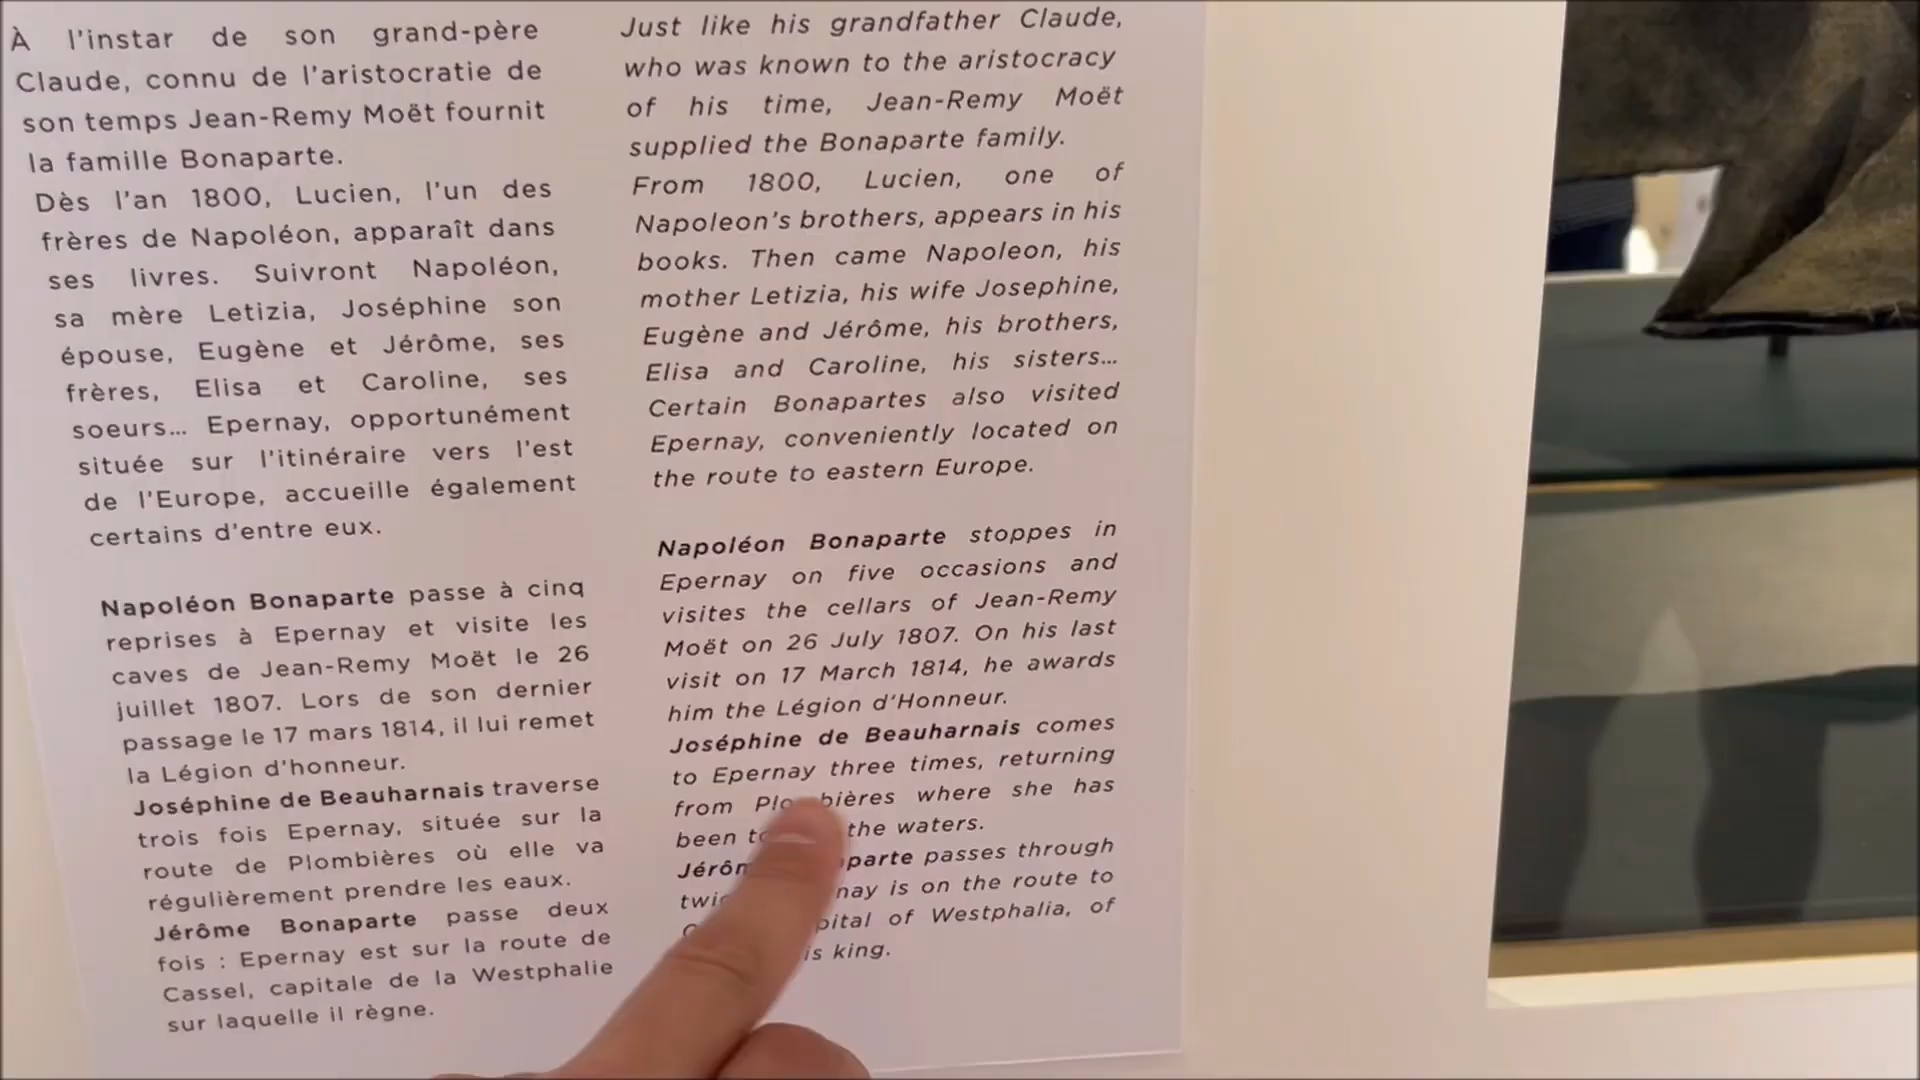 À l'instar de son grand-père
Claude, connu de l'aristocratie de
son temps Jean-Remy Moët fournit
la famille Bonaparte.
Dès l'an 1800, Lucien, l'un des
frères de Napoléon, apparaît dans
ses livres. Suivront Napoléon,
sa mère Letizia, Joséphine son
épouse, Eugène et Jérôme, ses
frères, Elisa et Caroline, ses
soeurs... Epernay, opportunément
située sur l'itinéraire vers l'est
de l'Europe, accueille également
certains d'entre eux.
Napoléon Bonaparte passe à cinq
reprises à Epernay et visite les
caves de Jean-Remy Moët le 26
juillet 1807. Lors de son dernier
passage le 17 mars 1814, il lui remet
la Légion d'honneur.
Joséphine de Beauharnais traverse
trois fois Epernay, située sur la
route de Plombières où elle va
régulièrement prendre les eaux.
Jérôme Bonaparte passe deux
fois : Epernay est sur la route de
Cassel, capitale de la Westphalie
sur laquelle il règne.
Just like his grandfather Claude,
who was known to the aristocracy
of his time, Jean-Remy Moët
supplied the Bonaparte family.
From 1800, Lucien, one of
Napoleon's brothers, appears in his
books. Then came Napoleon, his
mother Letizia, his wife Josephine,
Eugène and Jérôme, his brothers,
Elisa and Caroline, his sisters...
Certain Bonapartes also visited
Epernay, conveniently located on
the route to eastern Europe.
Napoléon Bonaparte stoppes in
Epernay on five occasions and
visites the cellars of Jean-Remy
Moët on 26 July 1807. On his last
visit on 17 March 1814, he awards
him the Légion d'Honneur.
Joséphine de Beauharnais comes
to Epernay three times, returning
from Plombières where she has
been the waters.
passes through
is on the route to
of Westphalia, of
is king.